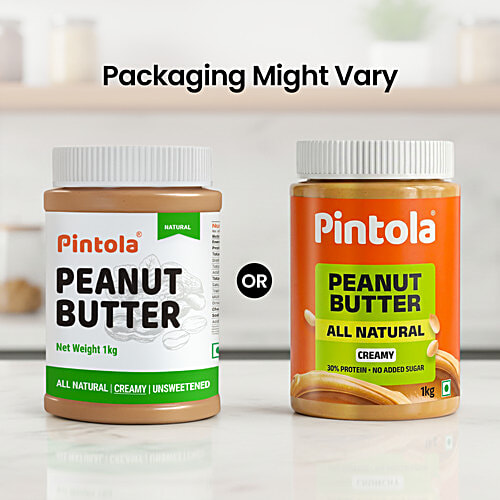 Packaging Might Vary
NATURAL
Pintola®
PEANUT
BUTTER
Net Weight 1kg
ALL NATURAL | CREAMY | UNSWEETENED
OR
Pintola®
PEANUT
BUTTER
ALL NATURAL
CREAMY
30% PROTEIN • NO ADDED SUGAR
1kg